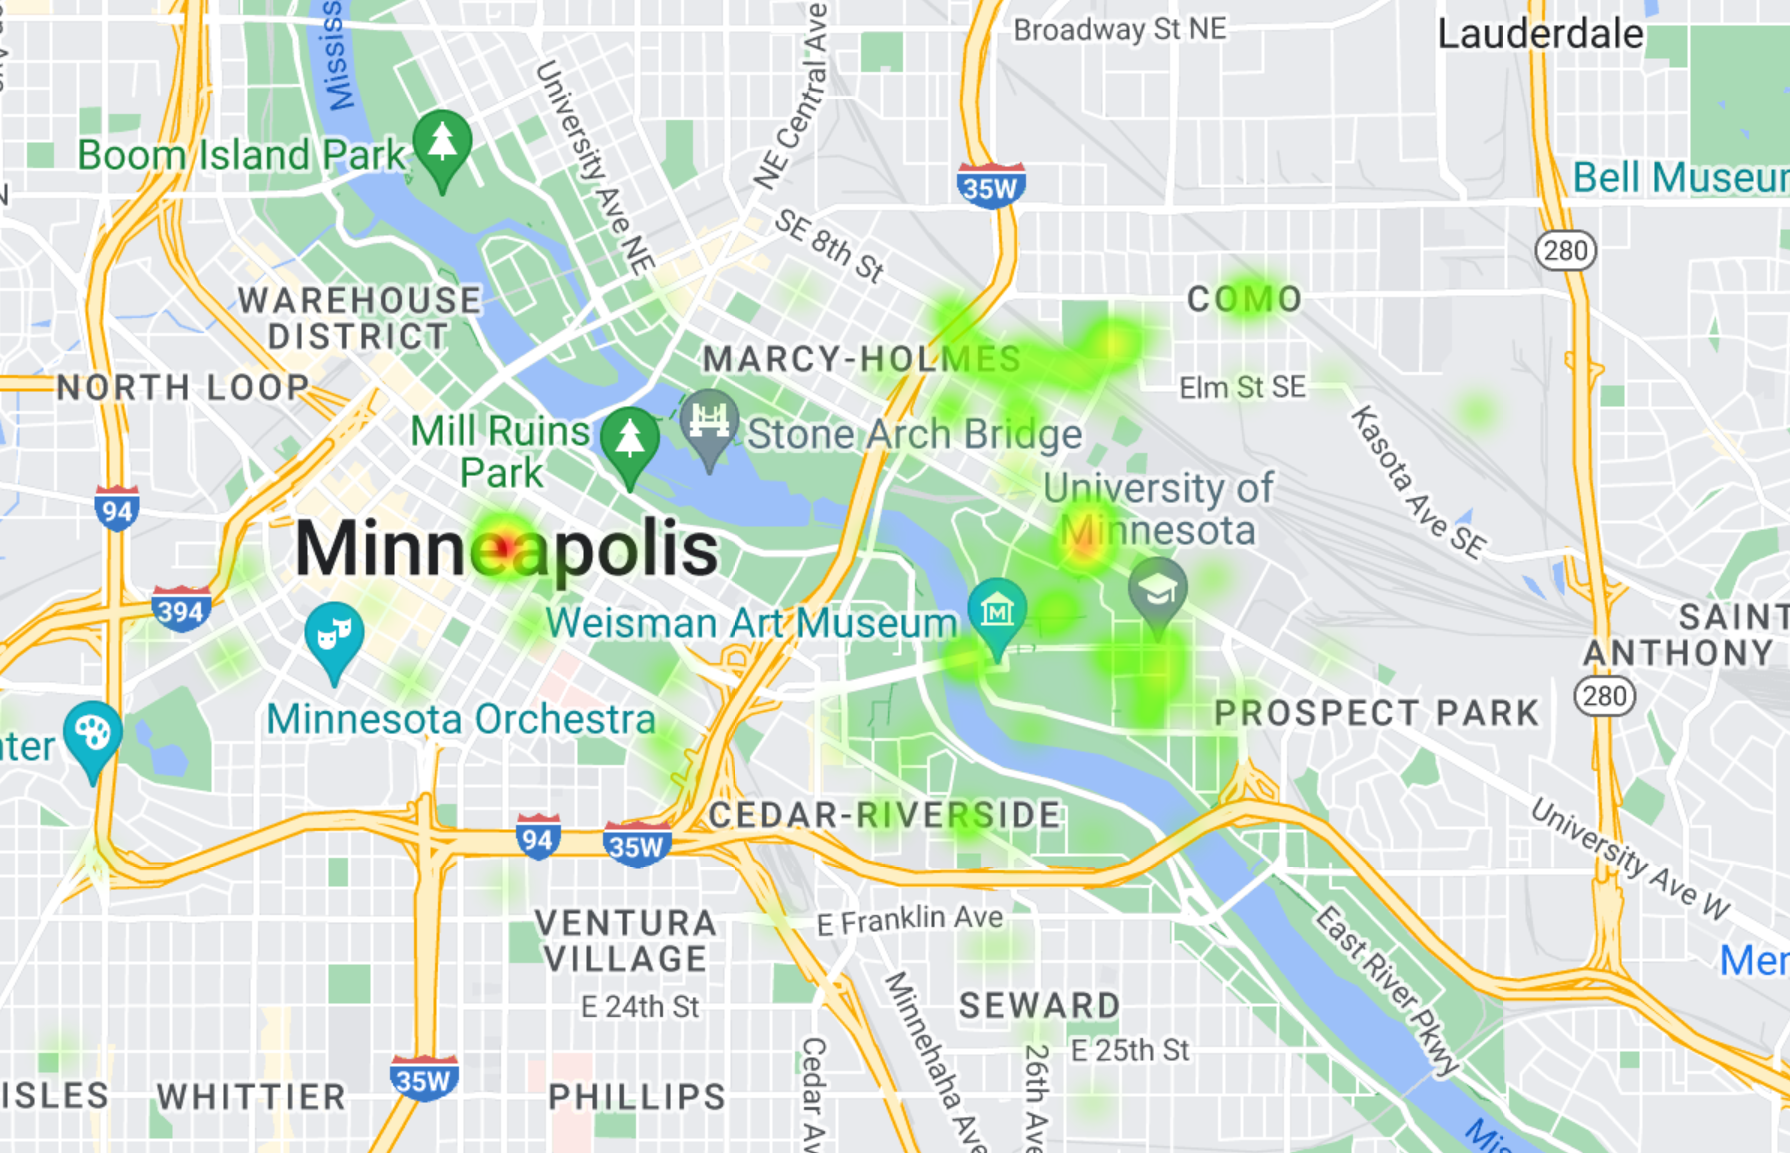 Mississ
Broadway St NE
Lauderdale
University Ave NE
NE Central Ave
Boom Island Park
35W
Bell Museum
SE 8th St
280
WAREHOUSE
DISTRICT
COMO
MARCY-HOLMES
NORTH LOOP
Elm St SE
Mill Ruins
Park
Stone Arch Bridge
Kasota Ave SE
University of
Minnesota
94
Minneapolis
394
Weisman Art Museum
SAINT
ANTHONY
280
PROSPECT PARK
Minnesota Orchestra
nter
CEDAR-RIVERSIDE
94
35W
University Ave W
VENTURA
VILLAGE
E Franklin Ave
East River Pkwy
Mer
E 24th St
SEWARD
Minnehaha Ave
Cedar Av
26th Ave
E 25th St
35W
ISLES
WHITTIER
PHILLIPS
Mis